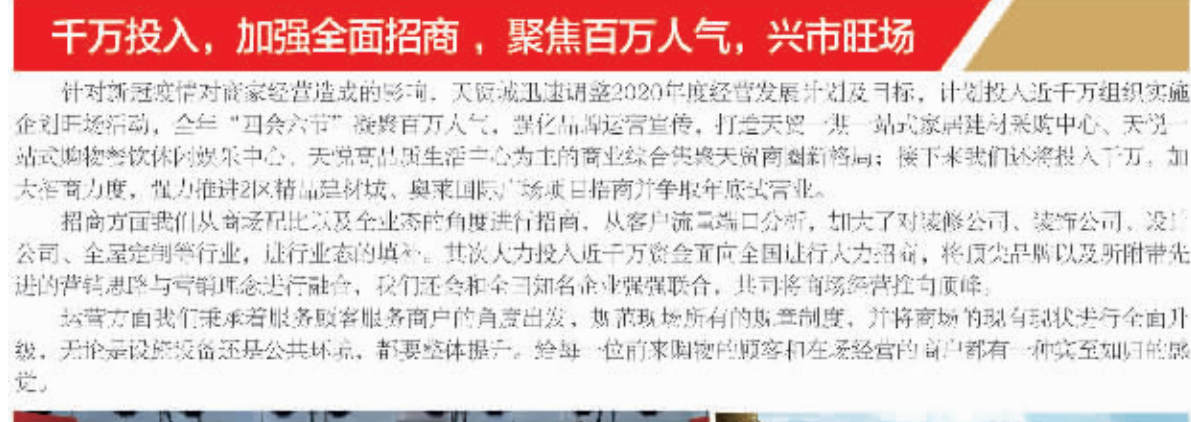 千万投入，加强全面招商，聚焦百万人气，兴市旺场
针对新冠疫情对商家经营造成的影响，天贸城迅速调整2020年度经营发展计划及目标，计划投入近千万组织实施
企划旺场活动，全年“四会六节”凝聚百万人气，强化品牌运营宣传，打造天贸一期一站式家居建材采购中心、天悦一
站式购物餐饮休闲娱乐中心、天悦高品质生活中心为主的商业综合集聚天贸南圈新格局；接下来我们还将投入千万，加
大招商力度，强力推进2区精品建材城、奥莱国际广场项目招商并争取年底试营业。
招商方面我们从商场配比以及全业态的角度进行招商，从客户流量端口分析，加大了对装修公司、装饰公司、设计
公司、全屋定制等行业，进行业态的填补。其次大力投入近千万资金面向全国进行大力招商，将顶尖品牌以及所附带先
进的营销思路与营销理念进行融合，我们还会和全国知名企业强强联合，共同将商场经营推向顶峰。
运营方面我们秉承着服务顾客服务商户的角度出发，规范现场所有的规章制度，并将商场的现有现状进行全面升
级，无论是设施设备还是公共环境，都要整体提升。给每一位前来购物的顾客和在场经营的商户都有一种宾至如归的感
觉。